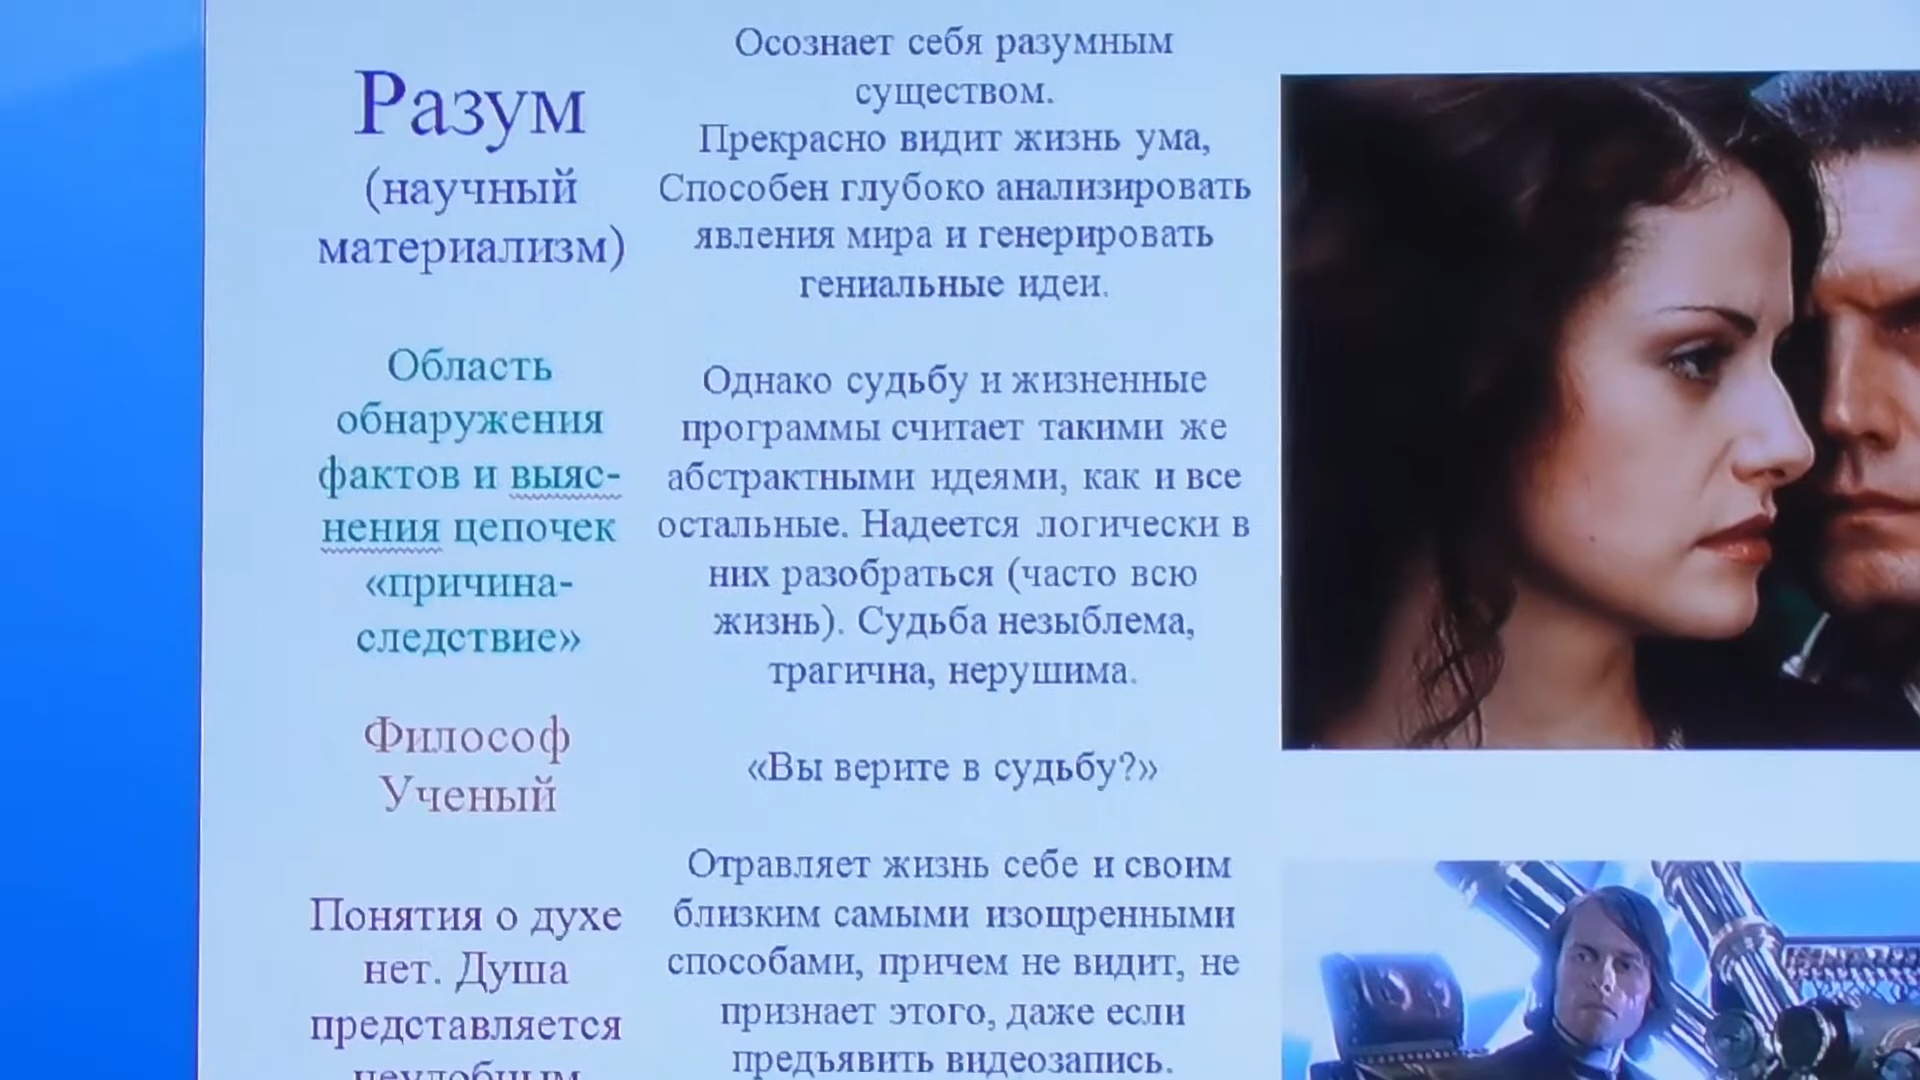 Разум
(научный
материализм)
Область
обнаружения
фактов и выяс-
нения цепочек
«причина-
следствие»
Философ
Ученый
Понятия о духе
нет. Душа
представляется
неудобным
Осознает себя разумным
существом.
Прекрасно видит жизнь ума,
Способен глубоко анализировать
явления мира и генерировать
гениальные идеи.
Однако судьбу и жизненные
программы считает такими же
абстрактными идеями, как и все
остальные. Надеется логически в
них разобраться (часто всю
жизнь). Судьба незыблема,
трагична, нерушима.
«Вы верите в судьбу?»
Отравляет жизнь себе и своим
близким самыми изощренными
способами, причем не видит, не
признает этого, даже если
предъявить видеозапись.